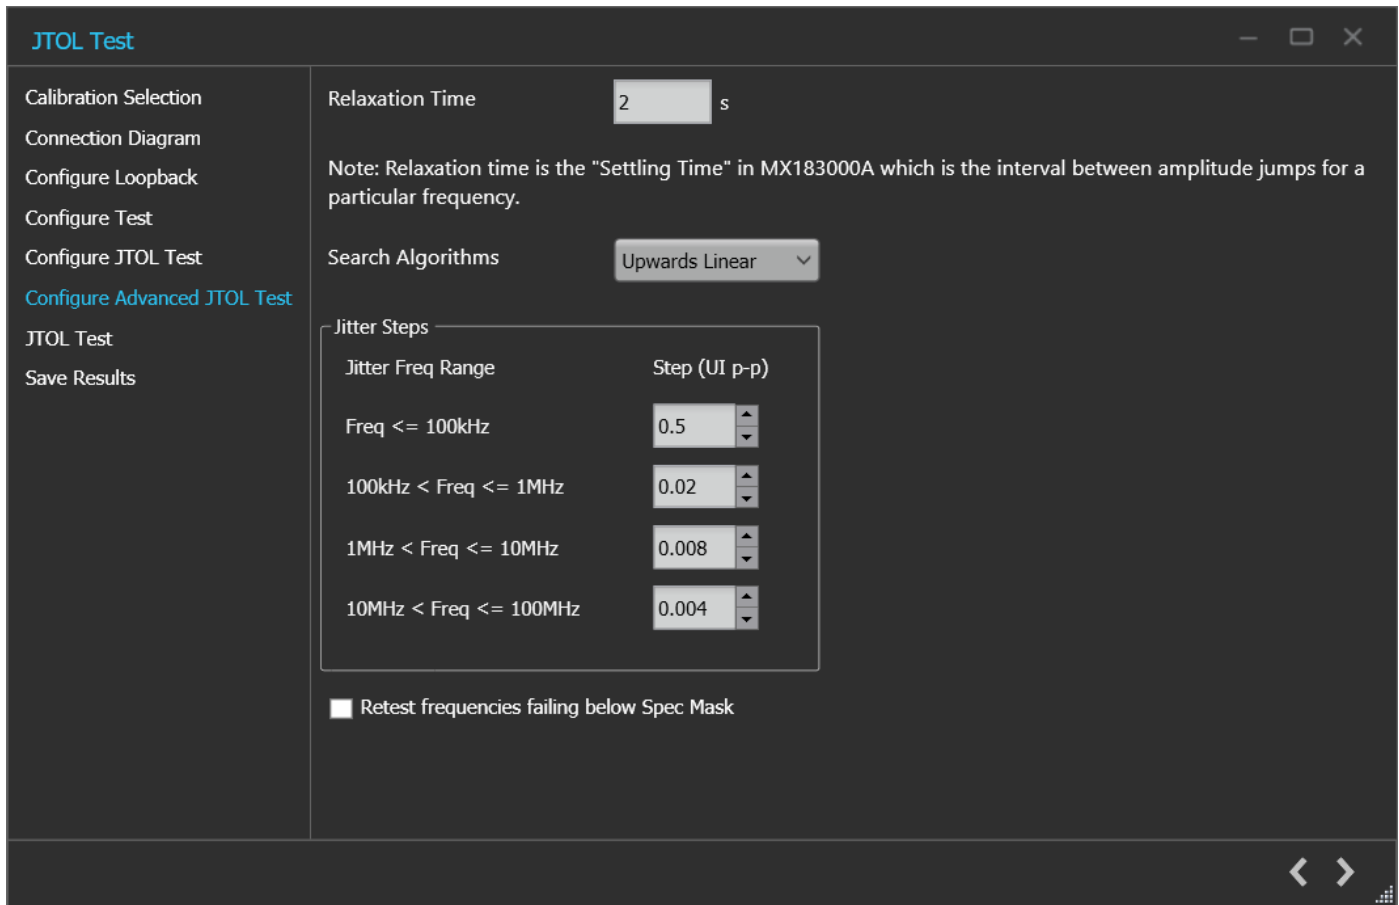 JTOL Test
Calibration Selection
Connection Diagram
Configure Loopback
Configure Test
Configure JTOL Test
Configure Advanced JTOL Test
JTOL Test
Save Results
Relaxation Time 2 s
Note: Relaxation time is the "Settling Time" in MX183000A which is the interval between amplitude jumps for a
particular frequency.
Search Algorithms Upwards Linear
Jitter Steps
Jitter Freq Range Step (UI p-p)
Freq <= 100kHz 0.5
100kHz < Freq <= 1MHz 0.02
1MHz < Freq <= 10MHz 0.008
10MHz < Freq <= 100MHz 0.004
Retest frequencies failing below Spec Mask